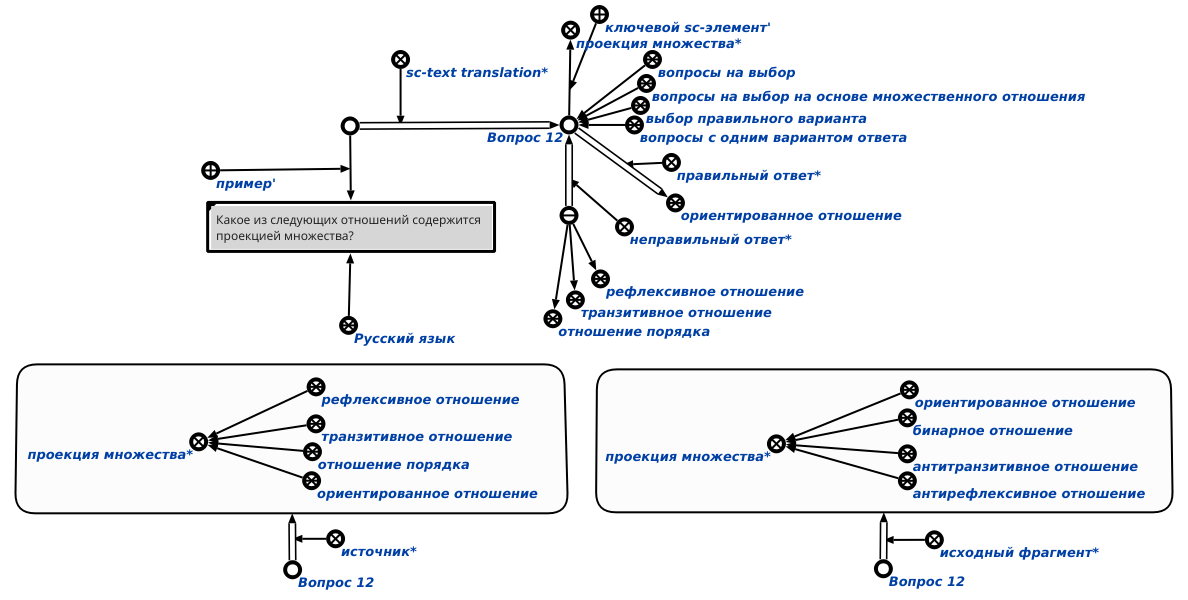 ключевой sc-элемент'
проекция множества*
sc-text translation*
вопросы на выбор
вопросы на выбор на основе множественного отношения
выбор правильного варианта
вопросы с одним вариантом ответа
Вопрос 12
пример'
правильный ответ*
Какое из следующих отношений содержится
проекцией множества?
ориентированное отношение
неправильный ответ*
рефлексивное отношение
транзитивное отношение
отношение порядка
Русский язык
рефлексивное отношение
транзитивное отношение
проекция множества*
отношение порядка
ориентированное отношение
источник*
Вопрос 12
ориентированное отношение
бинарное отношение
проекция множества*
антитранзитивное отношение
антирефлексивное отношение
исходный фрагмент*
Вопрос 12